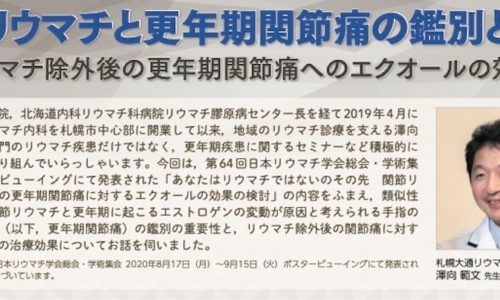 リウマチと更年期関節痛の鑑別と
マチ除外後の更年期関節痛へのエクオールの効
院，北海道内科リウマチ科病院リウマチ膠原病センター長を経て2019年4月に
マチ内科を札幌市中心部に開業して以来，地域のリウマチ診療を支える澤向
門のリウマチ疾患だけではなく，更年期疾患に関するセミナーなど積極的に
り組んでいらっしゃいます。今回は，第64回日本リウマチ学会総会・学術集
ビューイングにて発表された「あなたはリウマチではないのその先　関節リ
の更年期関節痛に対するエクオールの効果の検討」の内容をふまえ，類似性
節リウマチと更年期に起こるエストロゲンの変動が原因と考えられる手指の
（以下，更年期関節痛）の鑑別の重要性と，リウマチ除外後の関節痛に対す
の治療効果についてお話を伺いました。
日本リウマチ学会総会・学術集会 2020年8月17日（月）〜9月15日（火）ポスタービューイングにて発表され
づいています。
札幌大通リウマ
澤向 範文 先生